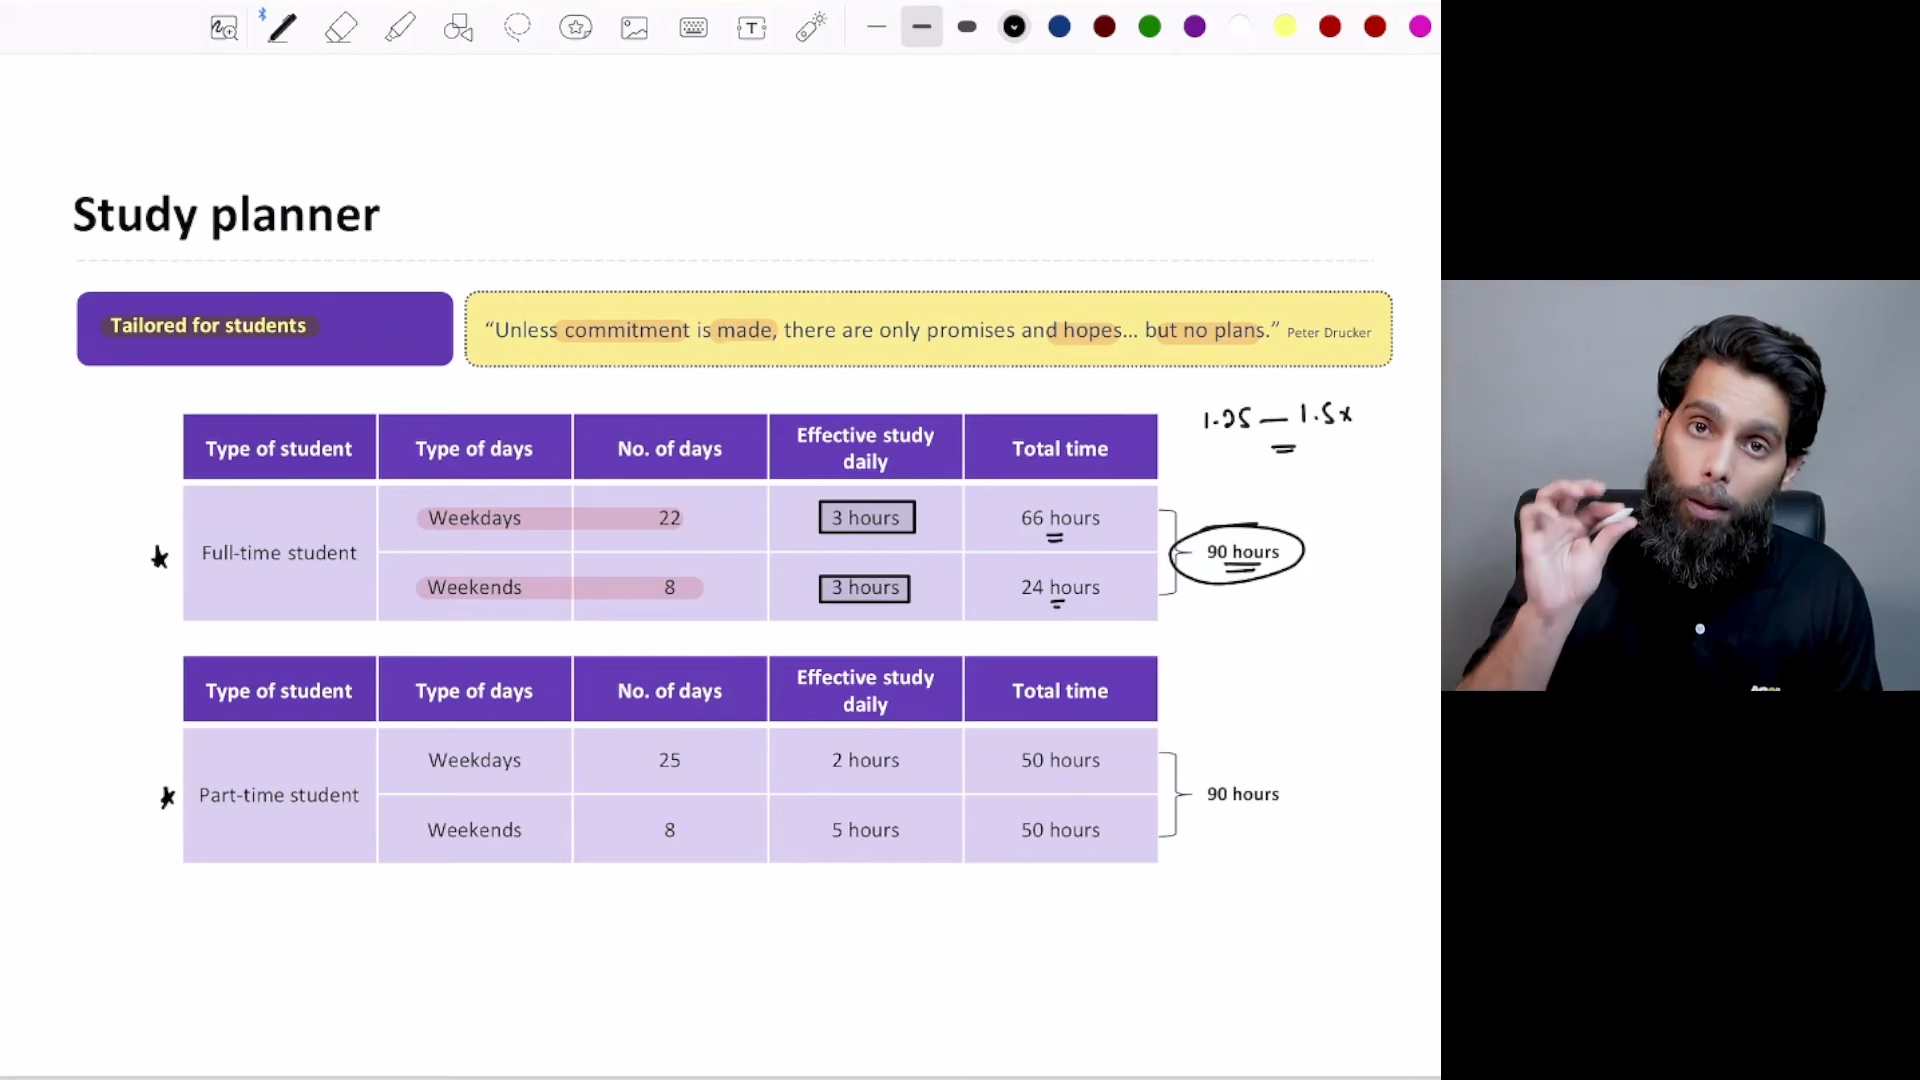 Study planner
Tailored for students
“Unless commitment is made, there are only promises and hopes... but no plans.” Peter Drucker
1.25 — 1.5x
Type of student Type of days No. of days Effective study daily Total time
Full-time student
Weekdays 22 3 hours 66 hours
90 hours
Weekends 8 3 hours 24 hours
Type of student Type of days No. of days Effective study daily Total time
Part-time student
Weekdays 25 2 hours 50 hours
90 hours
Weekends 8 5 hours 50 hours